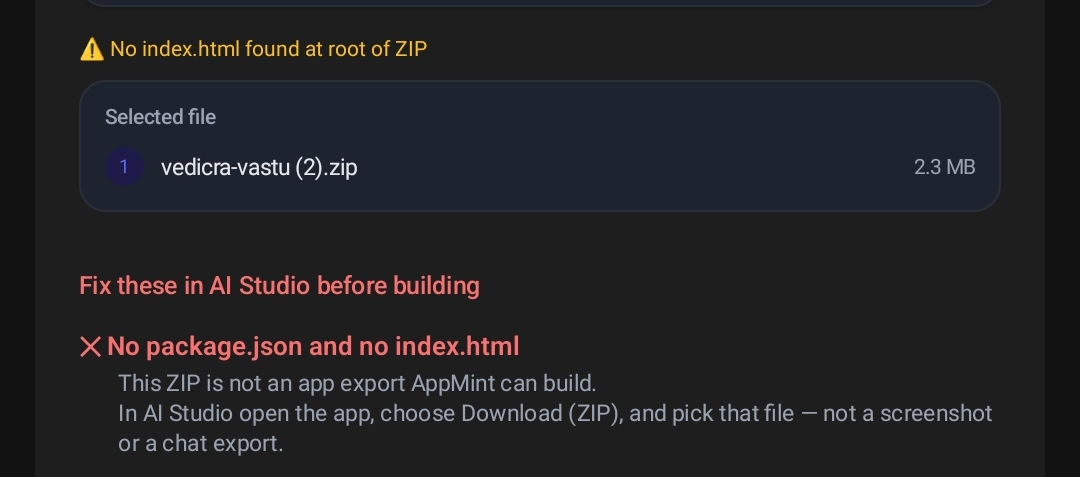 ⚠️ No index.html found at root of ZIP
Selected file
1 vedicra-vastu (2).zip 2.3 MB
Fix these in AI Studio before building
✕ No package.json and no index.html
This ZIP is not an app export AppMint can build.
In AI Studio open the app, choose Download (ZIP), and pick that file — not a screenshot
or a chat export.